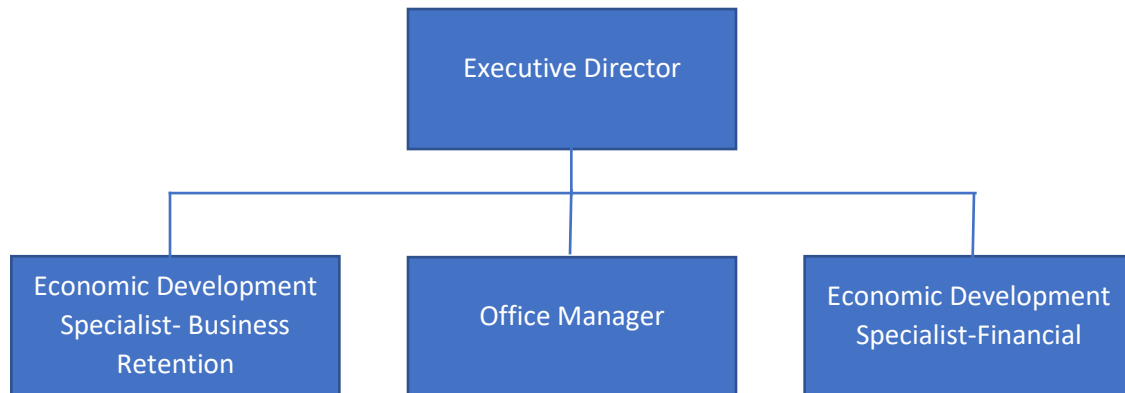 Executive Director
Economic Development
Specialist- Business
Retention
Office Manager
Economic Development
Specialist-Financial